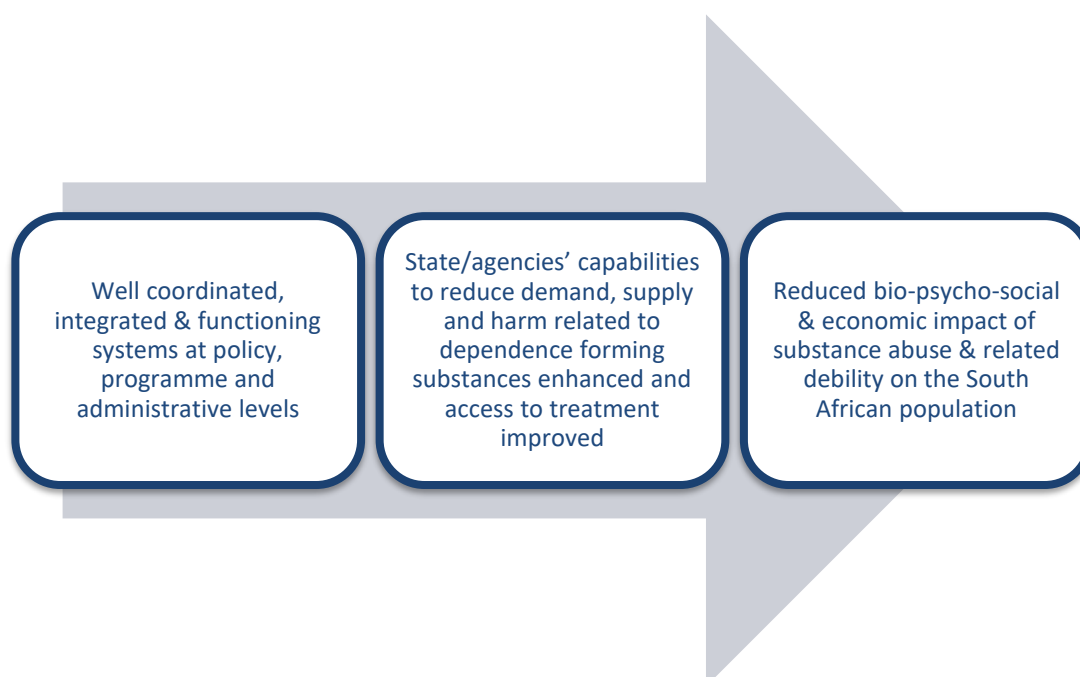 Well coordinated,
integrated & functioning
systems at policy,
programme and
administrative levels
State/agencies’ capabilities
to reduce demand, supply
and harm related to
dependence forming
substances enhanced and
access to treatment
improved
Reduced bio-psycho-social
& economic impact of
substance abuse & related
debility on the South
African population